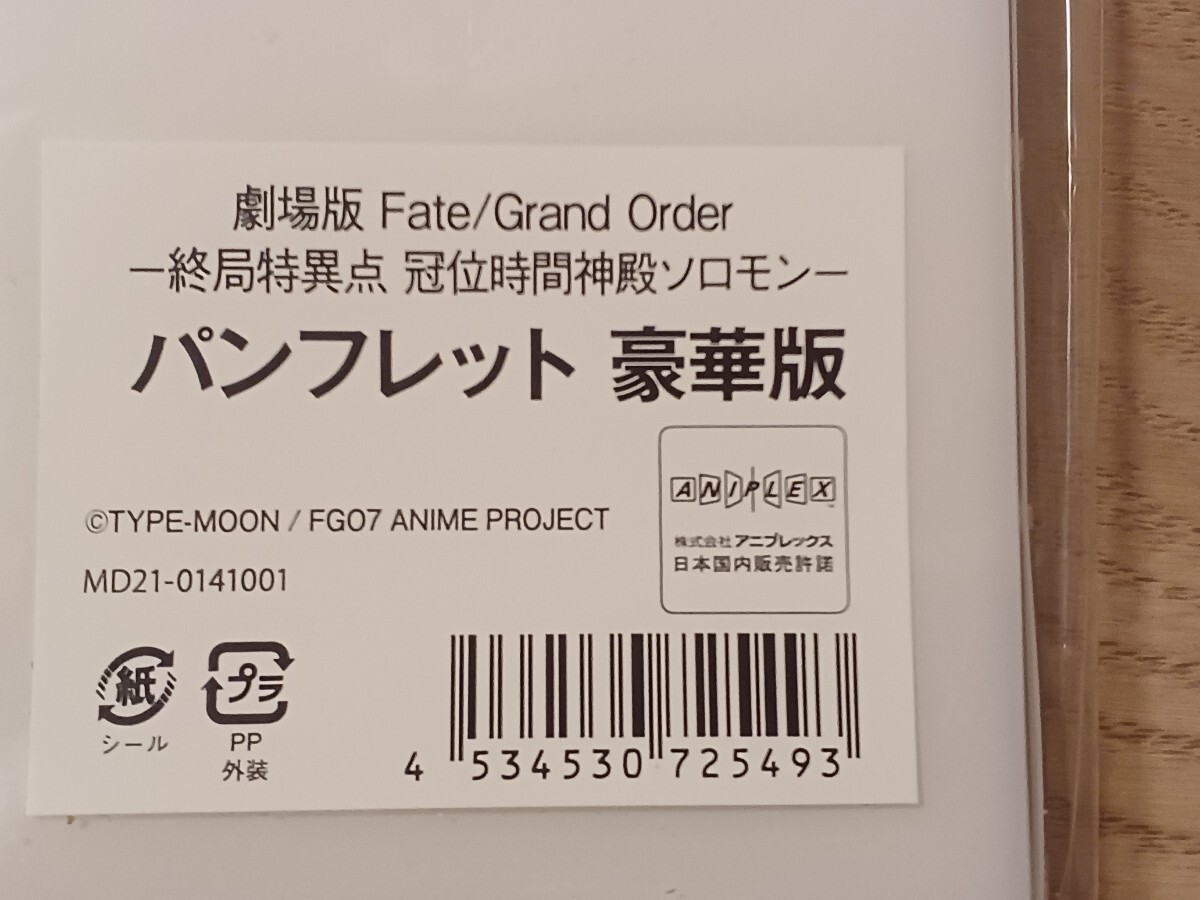 劇場版 Fate/Grand Order
－終局特異点 冠位時間神殿ソロモン－
パンフレット 豪華版
©TYPE-MOON / FGO7 ANIME PROJECT
MD21-0141001
ANIPLEX
株式会社アニプレックス
日本国内販売許諾
紙
シール
プラ
PP
外装
4 534530 725493